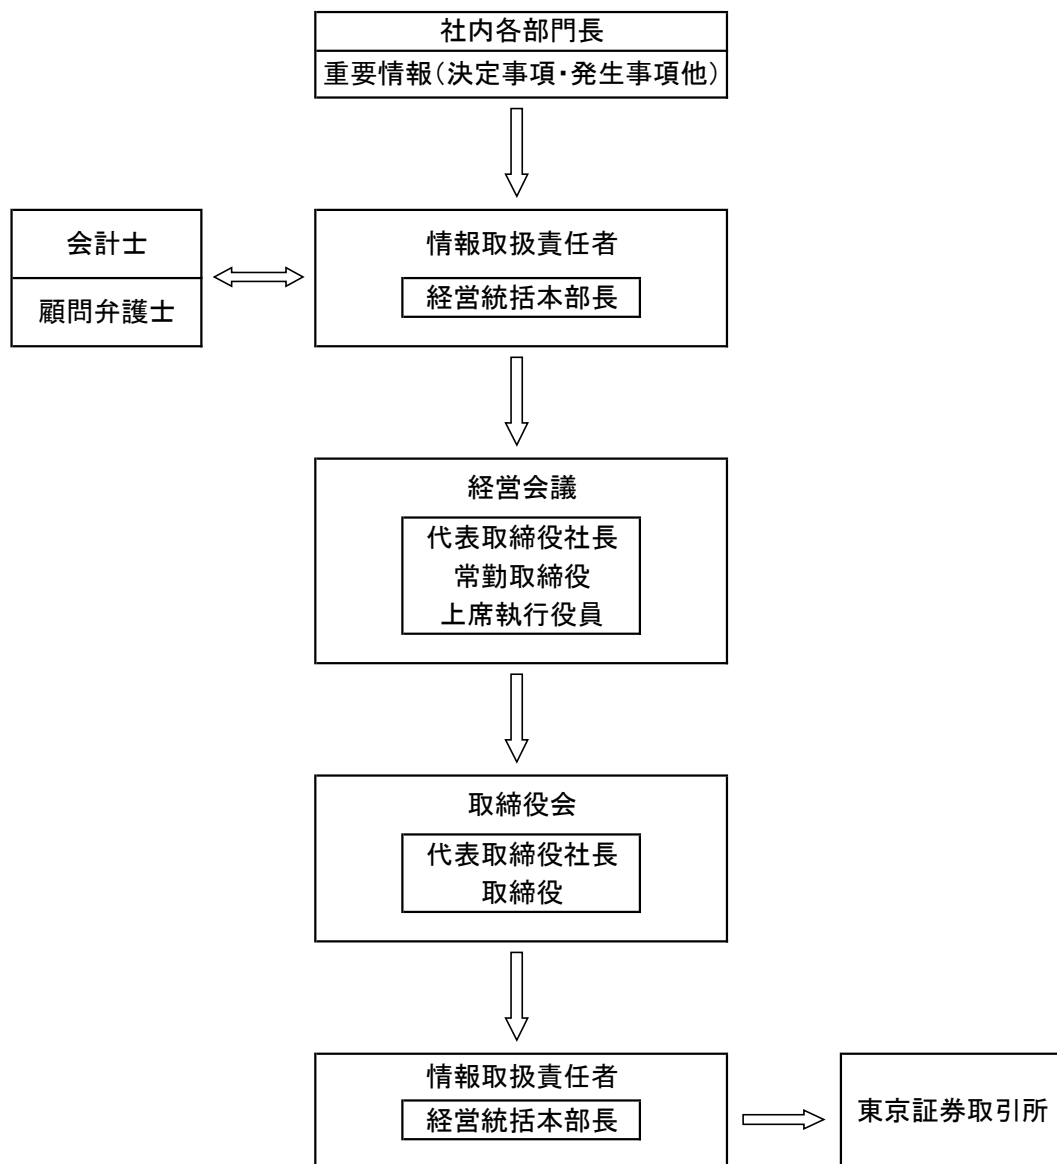 社内各部門長
重要情報（決定事項・発生事項他）
会計士
顧問弁護士
情報取扱責任者
経営統括本部長
経営会議
代表取締役社長
常勤取締役
上席執行役員
取締役会
代表取締役社長
取締役
情報取扱責任者
経営統括本部長
東京証券取引所